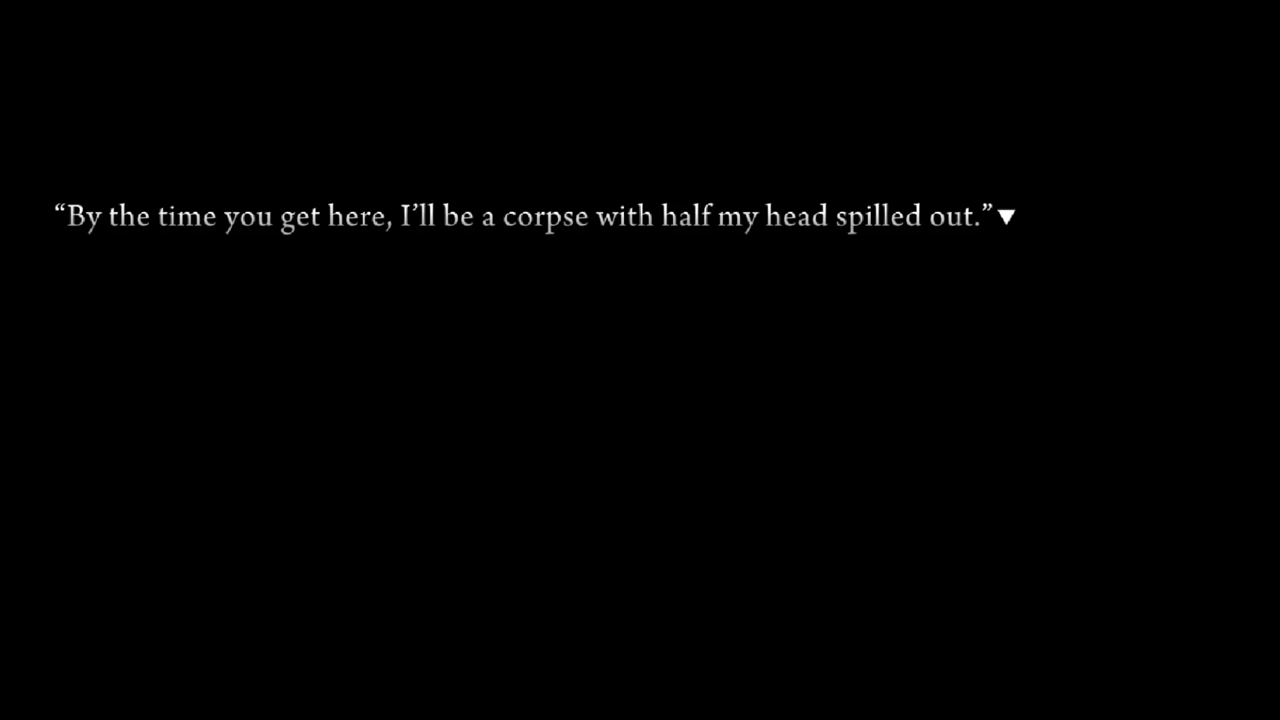 “By the time you get here, I’ll be a corpse with half my head spilled out.”▼